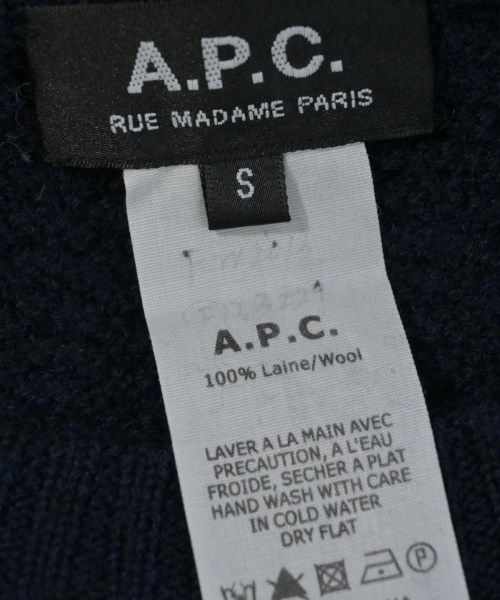 A.P.C.
RUE MADAME PARIS
S
A.P.C.
100% Laine/Wool
LAVER A LA MAIN AVEC
PRECAUTION, A L'EAU
FROIDE, SECHER A PLAT
HAND WASH WITH CARE
IN COLD WATER
DRY FLAT
P